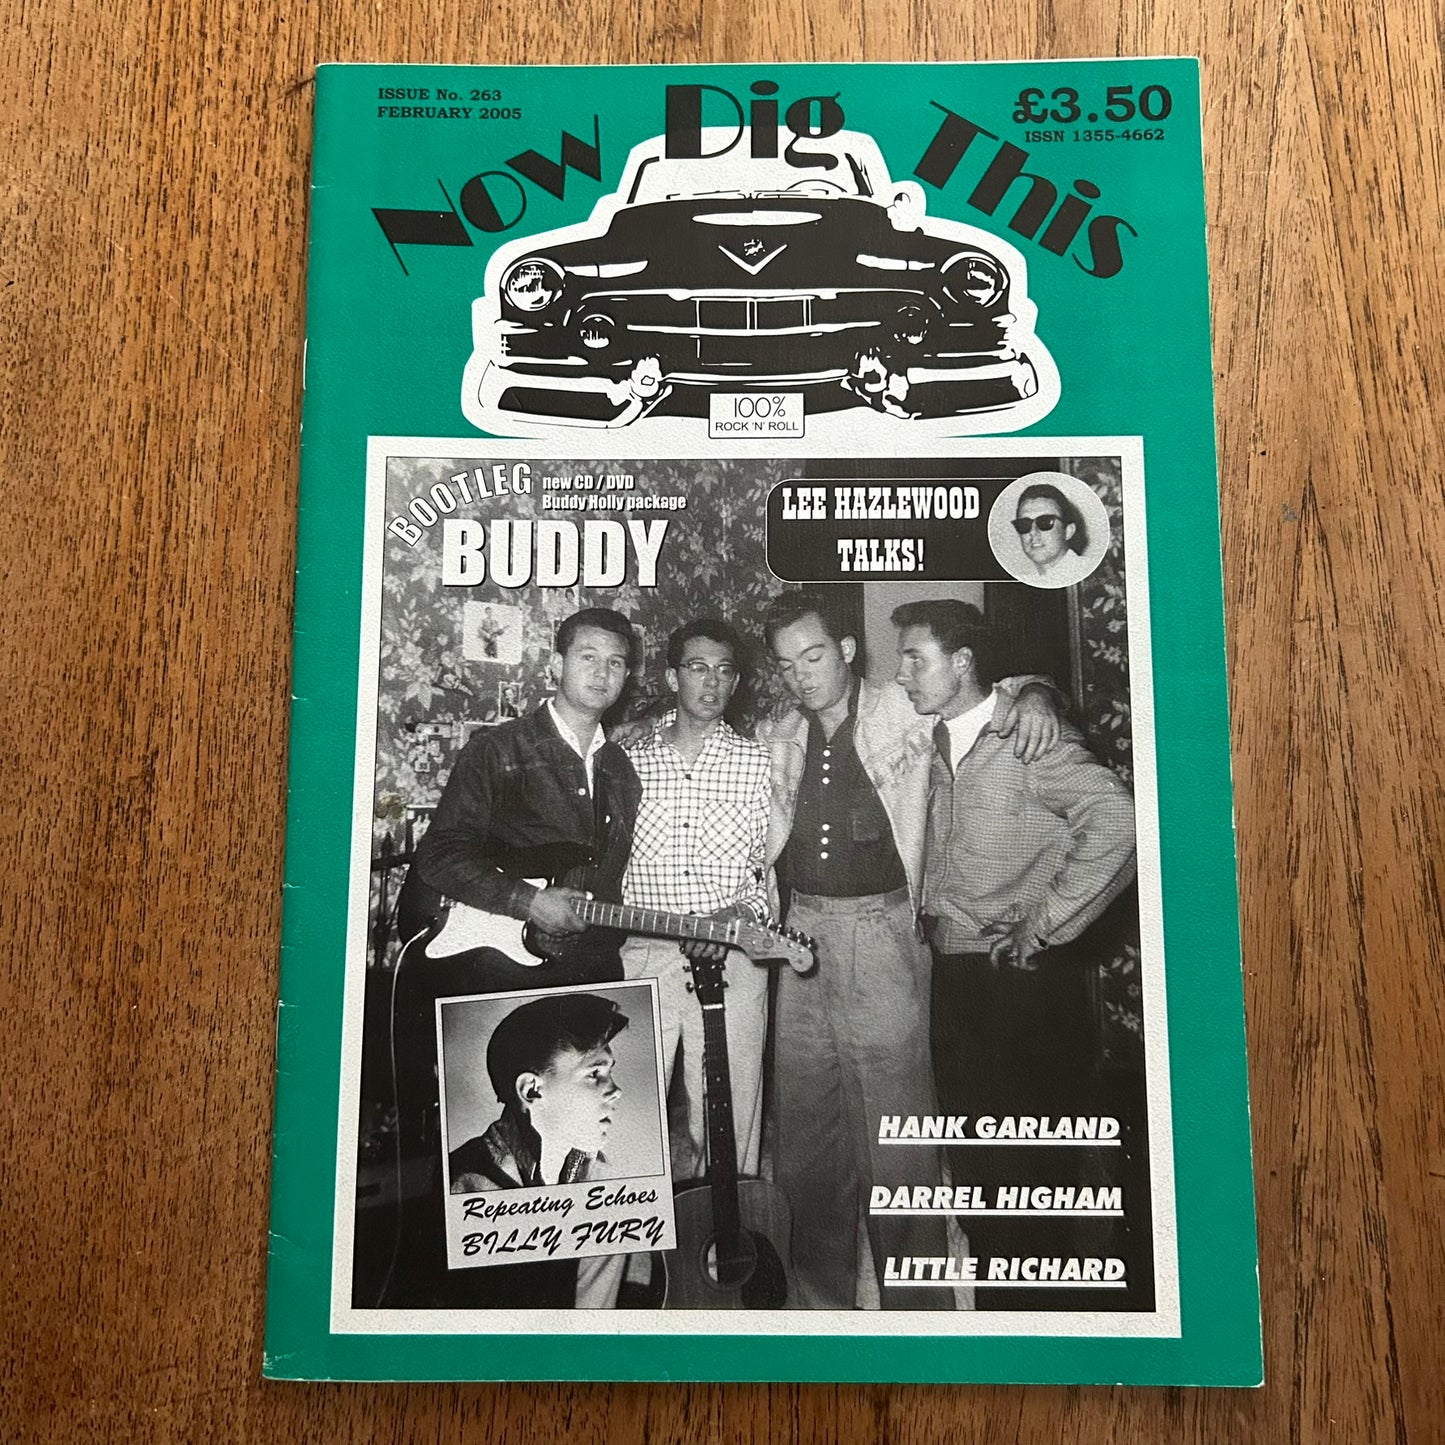 ISSUE No. 263
FEBRUARY 2005
Now Dig This
£3.50
ISSN 1355-4662
100%
ROCK 'N' ROLL
BOOTLEG
new CD / DVD
Buddy Holly package
BUDDY
LEE HAZLEWOOD
TALKS!
Repeating Echoes
BILLY FURY
HANK GARLAND
DARREL HIGHAM
LITTLE RICHARD